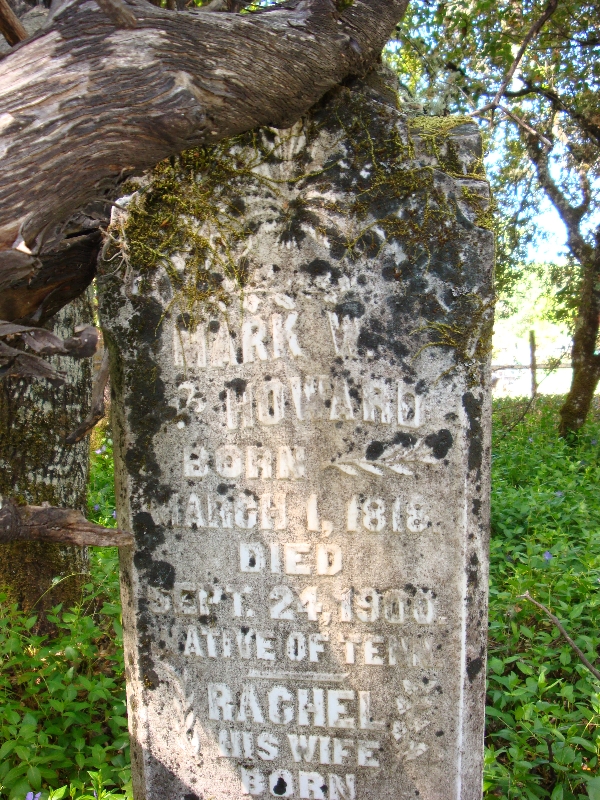 MARK W.
HOWARD
BORN
MARCH 1, 1818.
DIED
SEPT. 24, 1900.
NATIVE OF TENN.
RACHEL
HIS WIFE
BORN